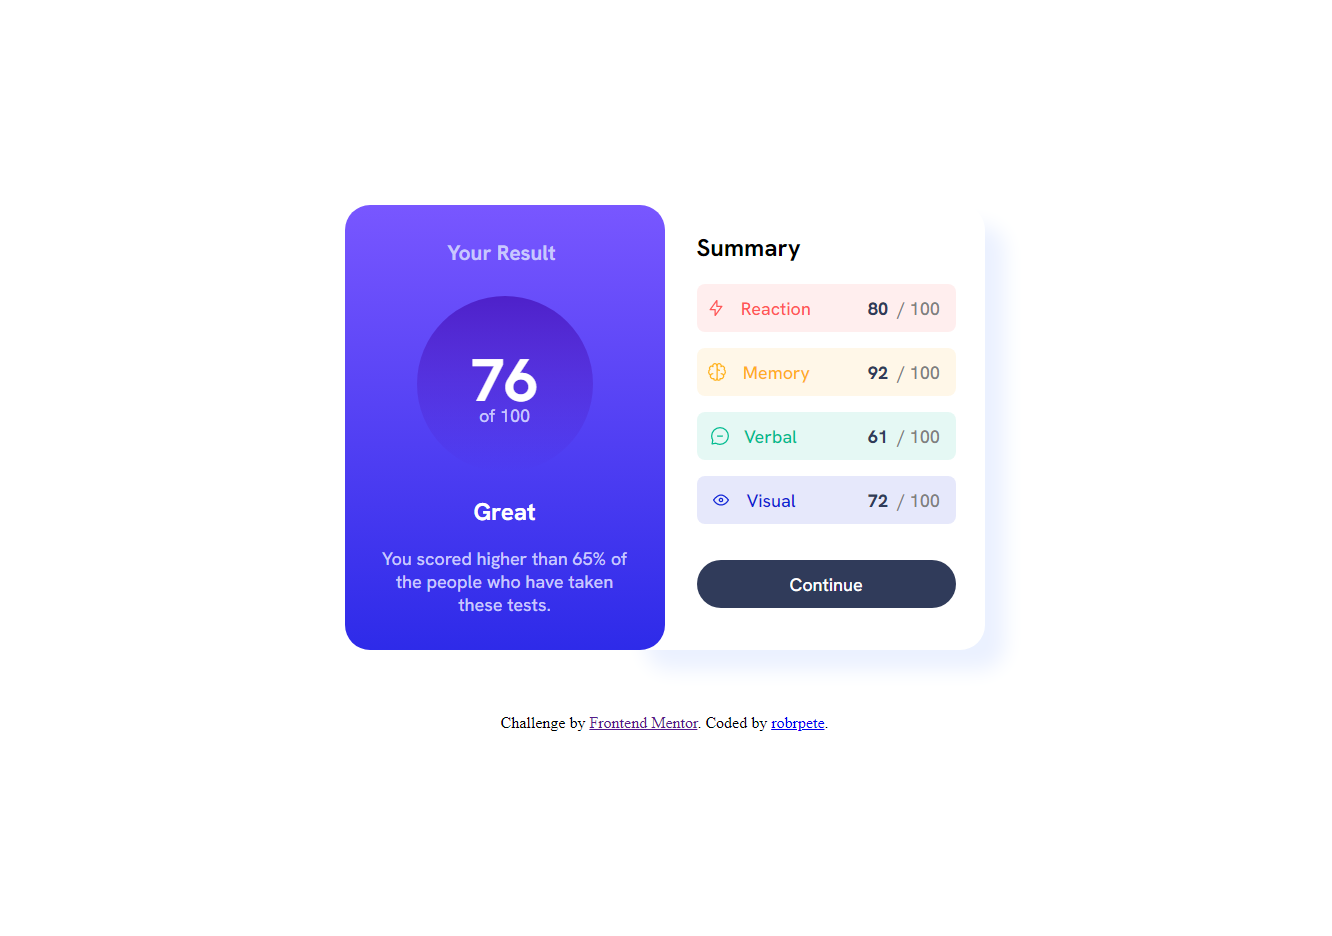 Your Result
76
of 100
Great
You scored higher than 65% of
the people who have taken
these tests.
Summary
Reaction 80 / 100
Memory 92 / 100
Verbal 61 / 100
Visual 72 / 100
Continue
Challenge by Frontend Mentor. Coded by robrpete.